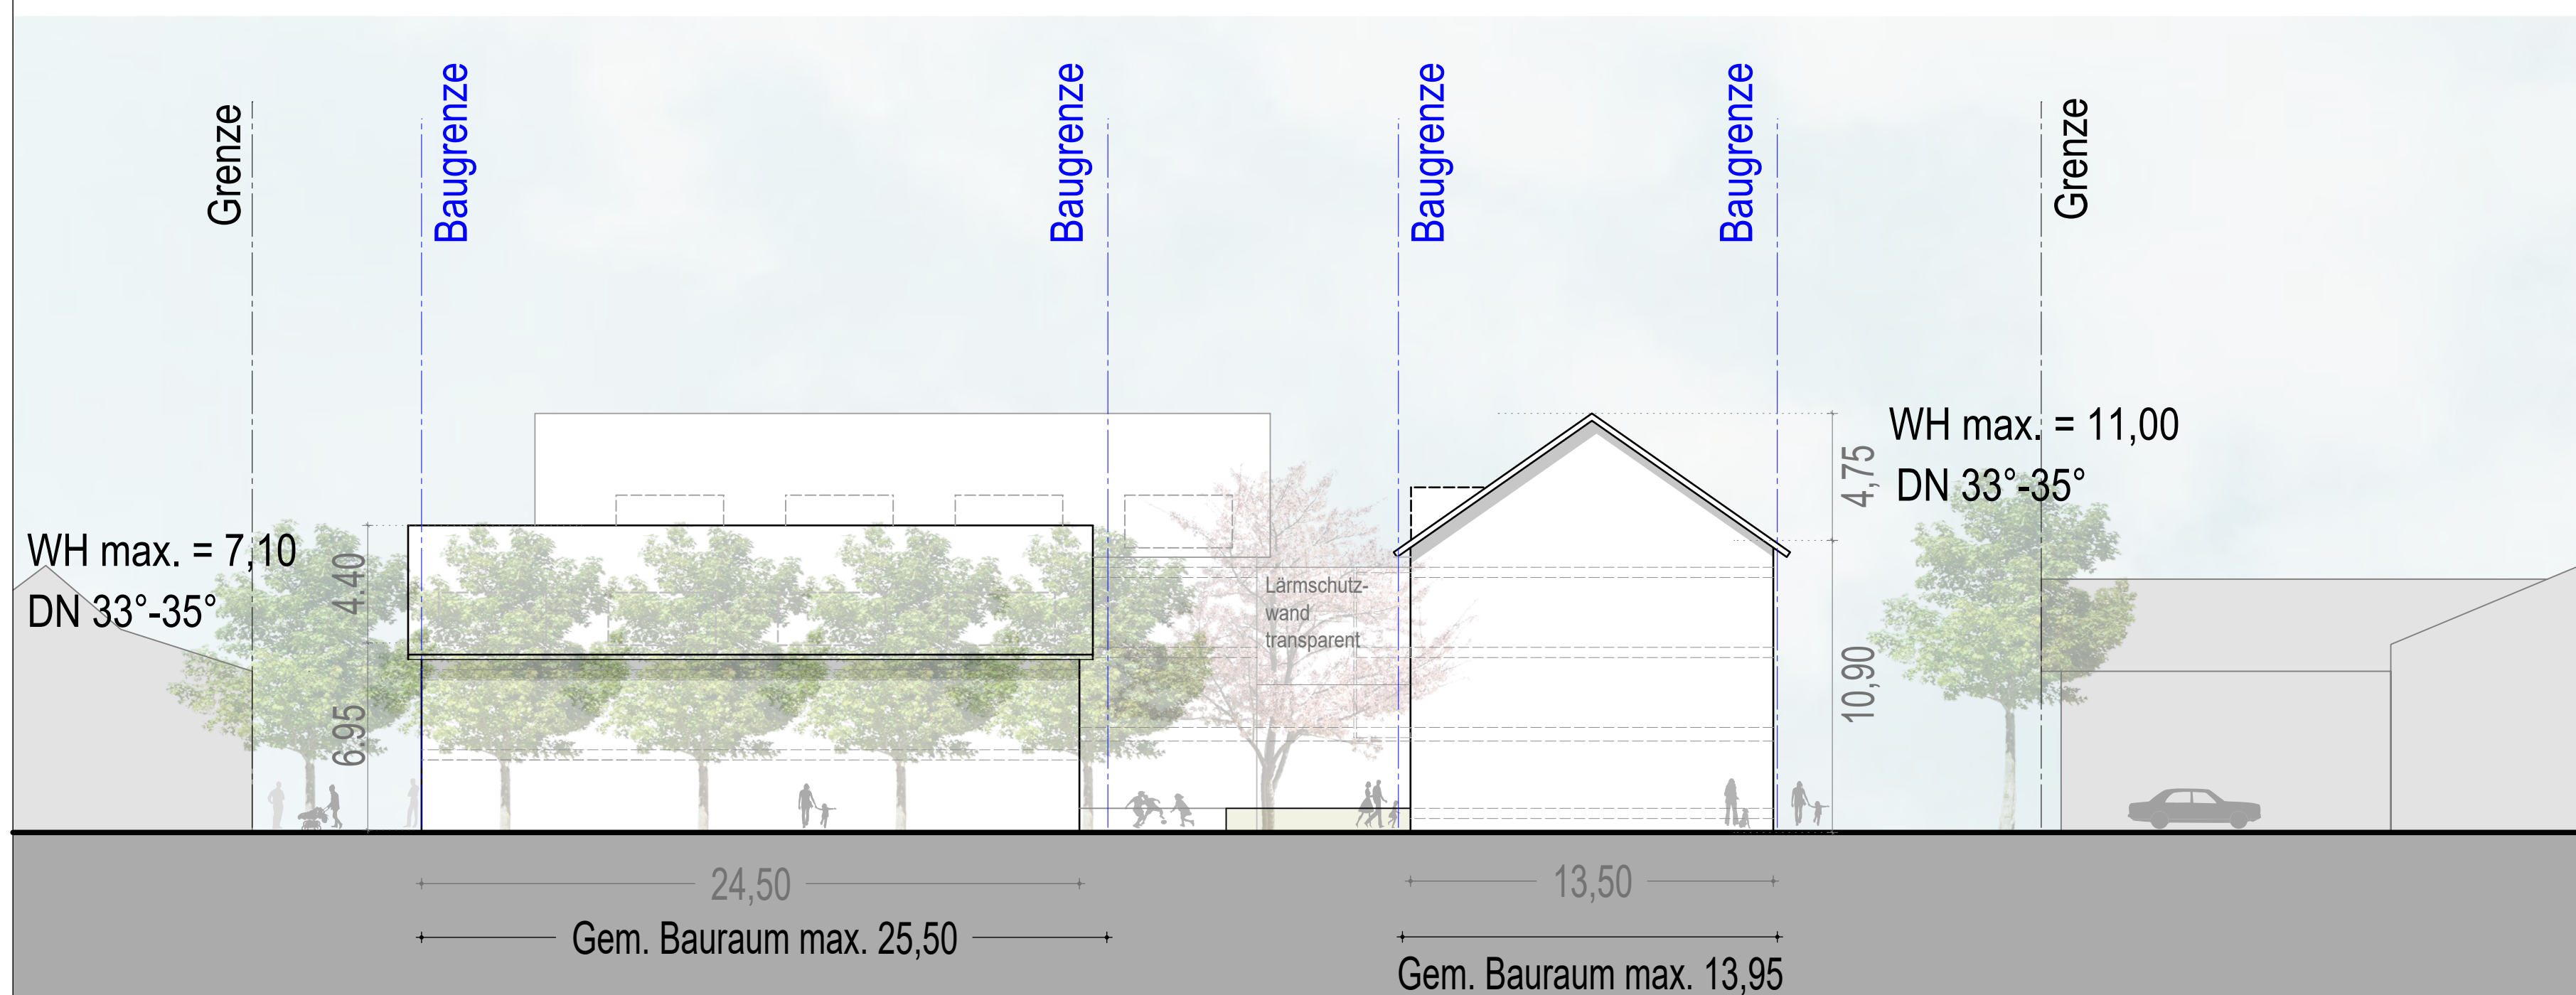 Grenze
Baugrenze
Baugrenze
Baugrenze
Baugrenze
Grenze
WH max. = 11,00
DN 33°-35°
4,75
10,90
WH max. = 7,10
DN 33°-35°
4.40
6.95
Lärmschutz-
wand
transparent
24,50
13,50
Gem. Bauraum max. 25,50
Gem. Bauraum max. 13,95